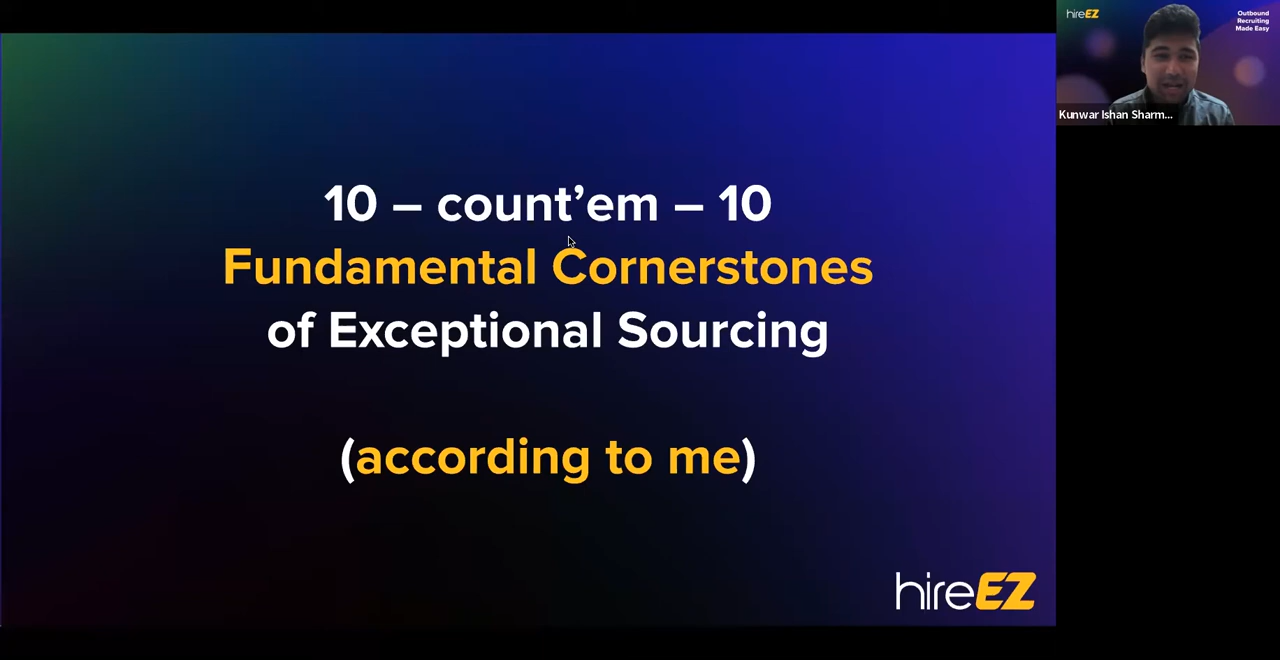 10 – count’em – 10
Fundamental Cornerstones
of Exceptional Sourcing
(according to me)
hireEZ
hireEZ
Outbound
Recruiting
Made Easy
Kunwar Ishan Sharm...